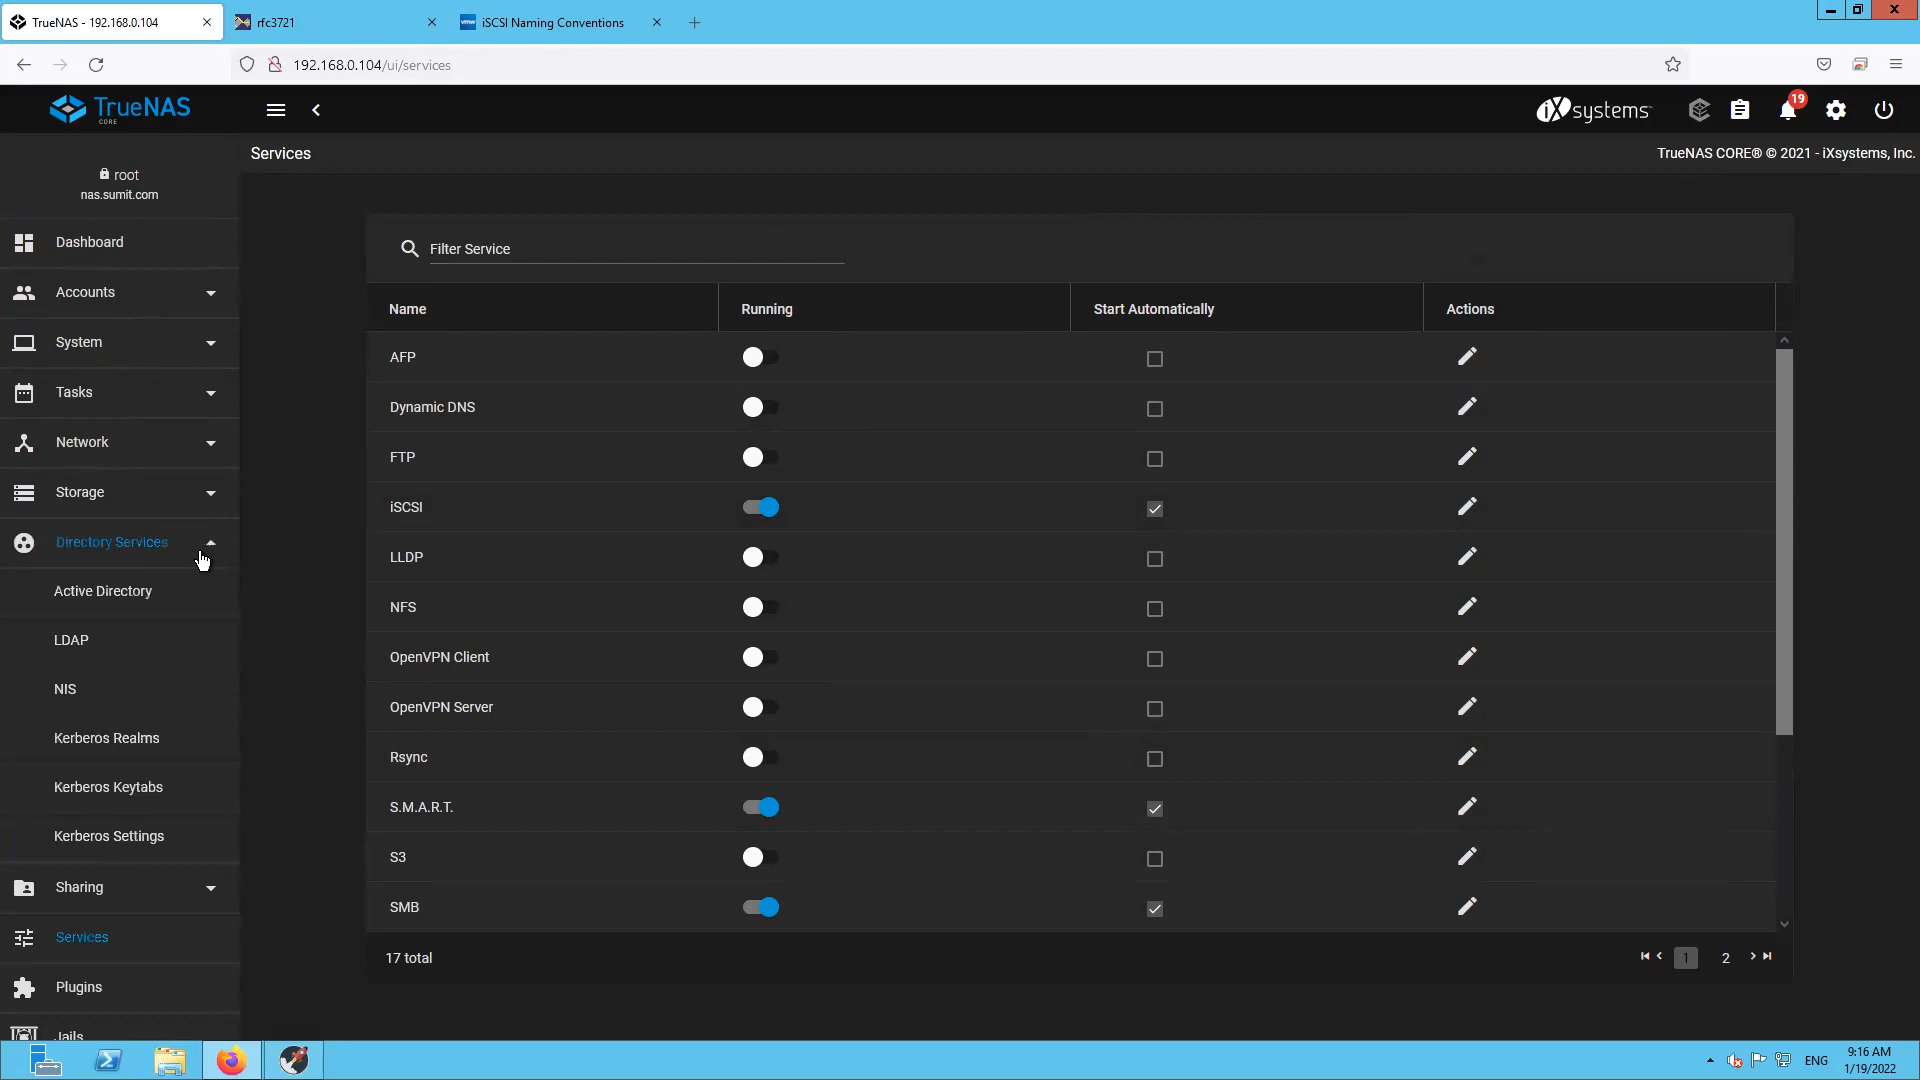 TrueNAS - 192.168.0.104
rfc3721
vmw
iSCSI Naming Conventions
192.168.0.104/ui/services
TrueNAS
CORE
iXsystems
19
Services
TrueNAS CORE® © 2021 - iXsystems, Inc.
root
nas.sumit.com
Dashboard
Accounts
System
Tasks
Network
Storage
Directory Services
Active Directory
LDAP
NIS
Kerberos Realms
Kerberos Keytabs
Kerberos Settings
Sharing
Services
Plugins
Jails
Filter Service
Name Running Start Automatically Actions
AFP
Dynamic DNS
FTP
iSCSI
LLDP
NFS
OpenVPN Client
OpenVPN Server
Rsync
S.M.A.R.T.
S3
SMB
17 total
1 2
ENG
9:16 AM
1/19/2022